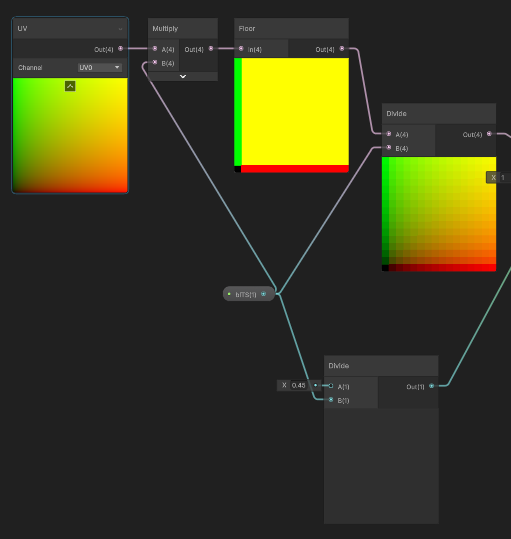 UV
Out(4)
Channel
UV0
Multiply
A(4)
Out(4)
B(4)
Floor
In(4)
Out(4)
Divide
A(4)
Out(4)
B(4)
X 1
bITS(1)
Divide
X 0.45
A(1)
Out(1)
B(1)